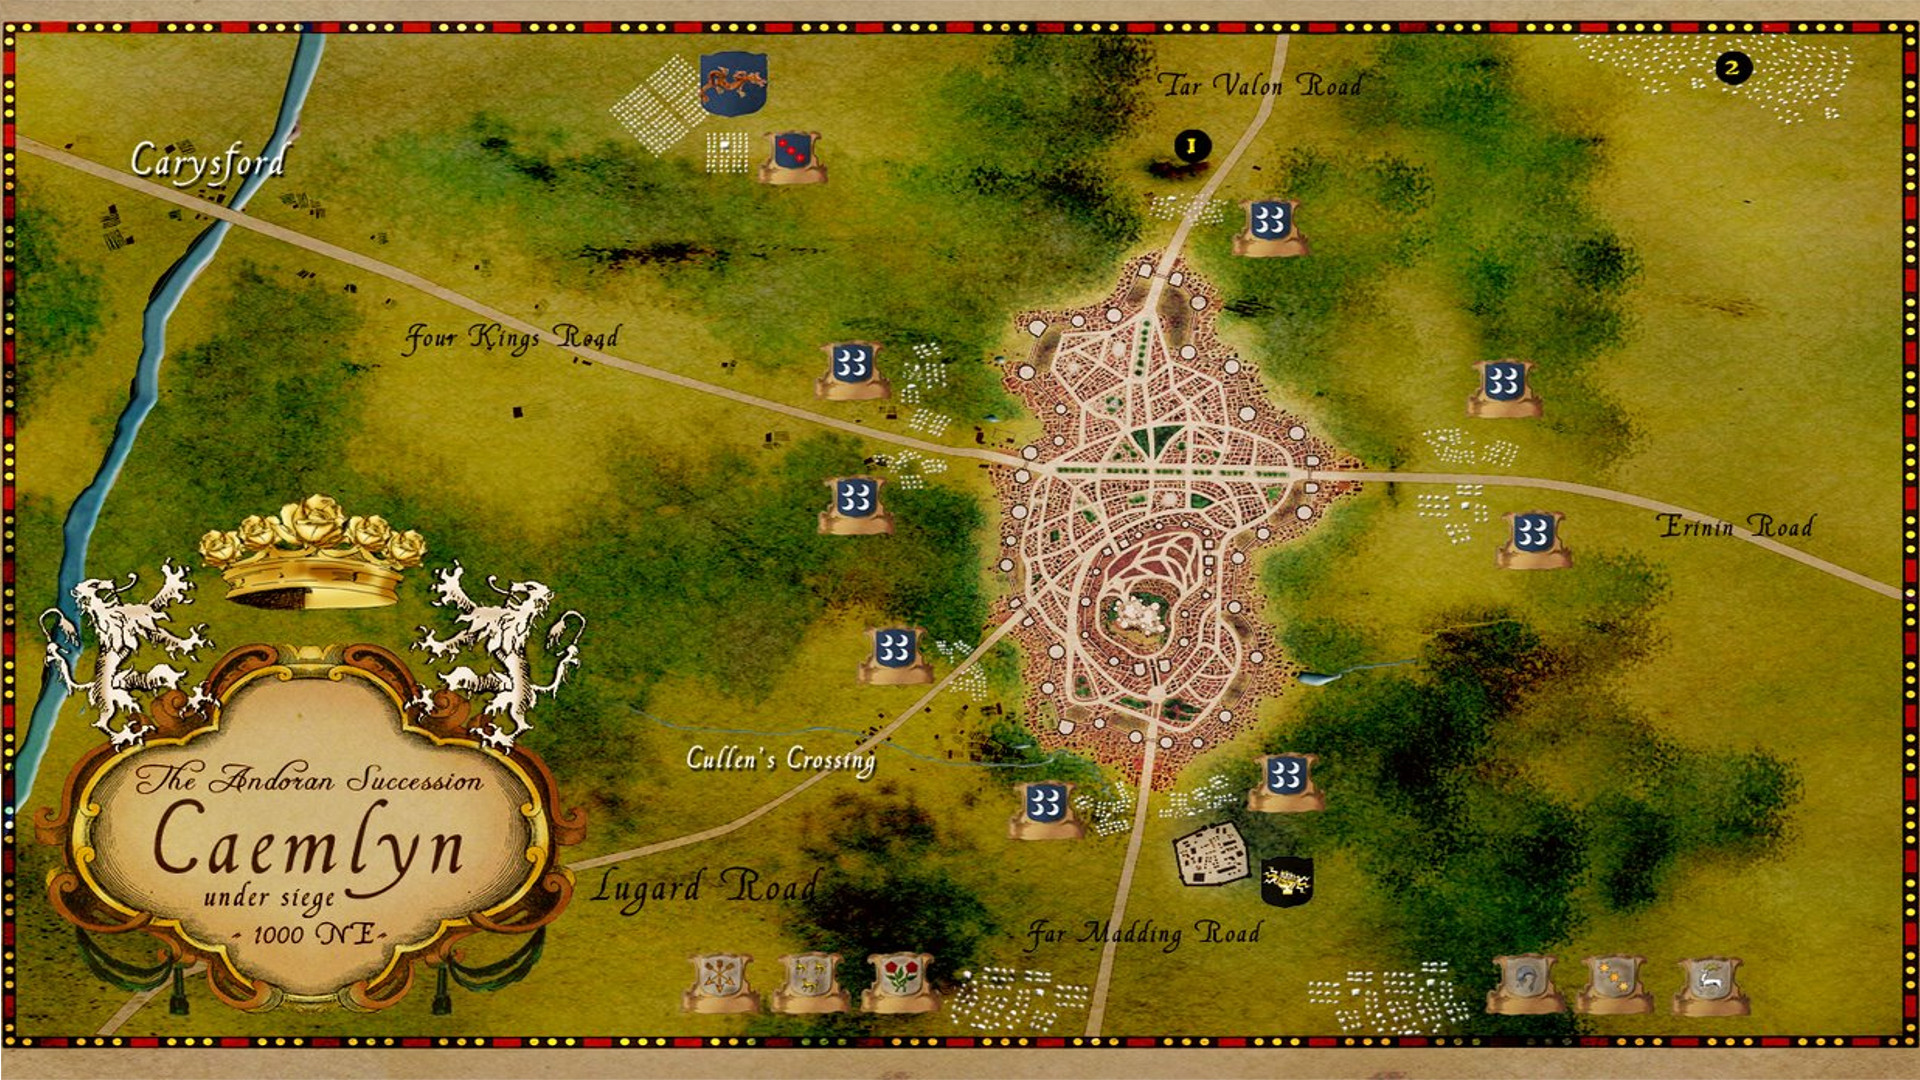 Tar Valon Road
2
1
Carysford
Four Kings Road
Erinin Road
Cullen's Crossing
The Andoran Succession
Caemlyn
under siege
- 1000 NE-
Lugard Road
Far Madding Road